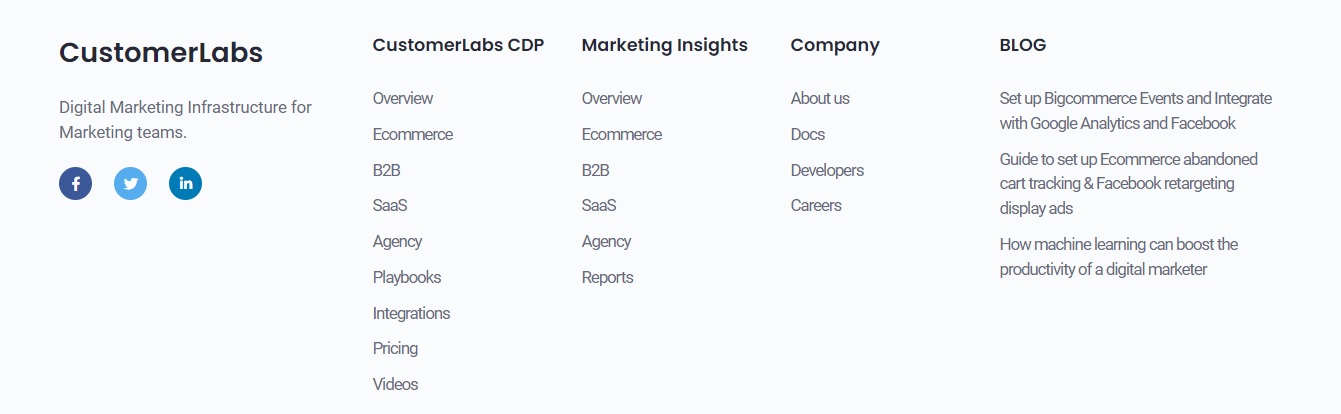 CustomerLabs
Digital Marketing Infrastructure for
Marketing teams.
CustomerLabs CDP
Overview
Ecommerce
B2B
SaaS
Agency
Playbooks
Integrations
Pricing
Videos
Marketing Insights
Overview
Ecommerce
B2B
SaaS
Agency
Reports
Company
About us
Docs
Developers
Careers
BLOG
Set up Bigcommerce Events and Integrate
with Google Analytics and Facebook
Guide to set up Ecommerce abandoned
cart tracking & Facebook retargeting
display ads
How machine learning can boost the
productivity of a digital marketer